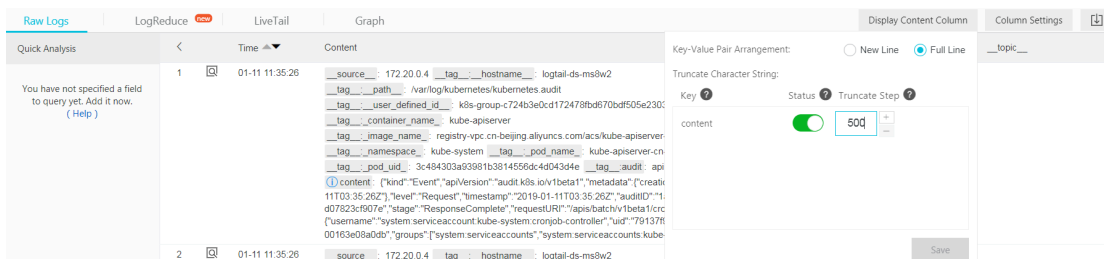 Raw Logs LogReduce new LiveTail Graph Display Content Column Column Settings
Quick Analysis < Time Content Key-Value Pair Arrangement: New Line Full Line __topic__
You have not specified a field
to query yet. Add it now.
( Help )
1 01-11 11:35:26 __source__: 172.20.0.4 __tag__:__hostname__: logtail-ds-ms8w2
__tag__:__path__: /var/log/kubernetes/kubernetes.audit
__tag__:__user_defined_id__: k8s-group-c724b3e0cd172478fbd670bdf505e2303
__tag__:_container_name_: kube-apiserver
__tag__:_image_name_: registry-vpc.cn-beijing.aliyuncs.com/acs/kube-apiserver-
__tag__:_namespace_: kube-system __tag__:_pod_name_: kube-apiserver-cn-
__tag__:_pod_uid_: 3c484303a93981b3814556dc4d043d4e __tag__:audit: api
content: {"kind":"Event","apiVersion":"audit.k8s.io/v1beta1","metadata":{"creatio
11T03:35:26Z"},"level":"Request","timestamp":"2019-01-11T03:35:26Z","auditID":"1
d07823cf907e","stage":"ResponseComplete","requestURI":"/apis/batch/v1beta1/cro
{"username":"system:serviceaccount:kube-system:cronjob-controller","uid":"79137f
00163e08a0db","groups":["system:serviceaccounts","system:serviceaccounts:kube-
Truncate Character String:
Key Status Truncate Step
content 500
Save
2 01-11 11:35:26 __source__: 172.20.0.4 __tag__:__hostname__: logtail-ds-ms8w2